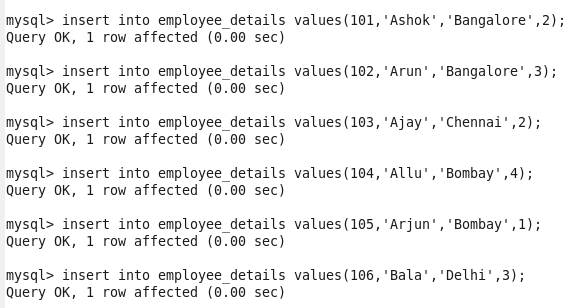 mysql> insert into employee_details values(101,'Ashok','Bangalore',2);
Query OK, 1 row affected (0.00 sec)
mysql> insert into employee_details values(102,'Arun','Bangalore',3);
Query OK, 1 row affected (0.00 sec)
mysql> insert into employee_details values(103,'Ajay','Chennai',2);
Query OK, 1 row affected (0.00 sec)
mysql> insert into employee_details values(104,'Allu','Bombay',4);
Query OK, 1 row affected (0.00 sec)
mysql> insert into employee_details values(105,'Arjun','Bombay',1);
Query OK, 1 row affected (0.00 sec)
mysql> insert into employee_details values(106,'Bala','Delhi',3);
Query OK, 1 row affected (0.00 sec)